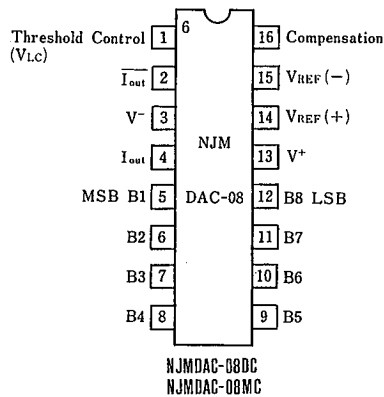 Threshold Control 1 6 16 Compensation
(VLC)
I̅o̅u̅t̅ 2 15 VREF(−)
V− 3 14 VREF(+)
NJM
Iout 4 13 V+
MSB B1 5 DAC-08 12 B8 LSB
B2 6 11 B7
B3 7 10 B6
B4 8 9 B5
NJMDAC-08DC
NJMDAC-08MC